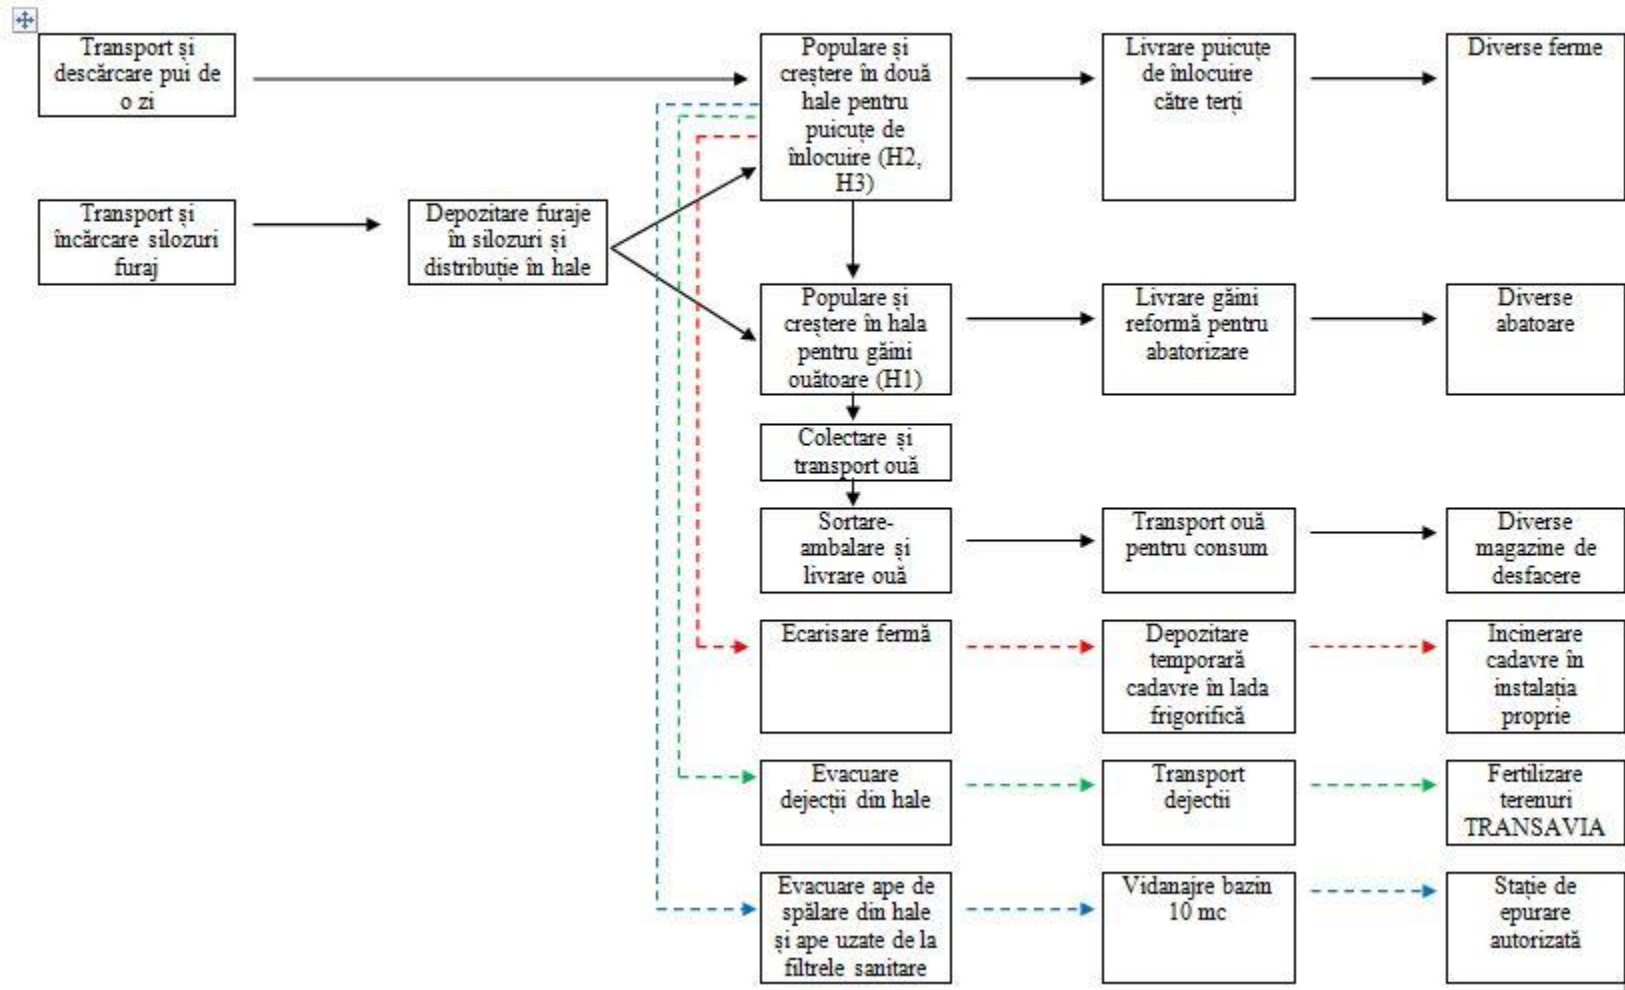 Transport și
descărcare pui de
o zi
Populare și
creștere în două
hale pentru
puicuțe de
înlocuire (H2,
H3)
Livrare puicuțe
de înlocuire
către terți
Diverse ferme
Transport și
încărcare silozuri
furaj
Depozitare furaje
în silozuri și
distribuție în hale
Populare și
creștere în hala
pentru găini
ouătoare (H1)
Livrare găini
reformă pentru
abatorizare
Diverse
abatoare
Colectare și
transport ouă
Sortare-
ambalare și
livrare ouă
Transport ouă
pentru consum
Diverse
magazine de
desfacere
Ecarisare fermă
Depozitare
temporară
cadavre în lada
frigorifică
Incinerare
cadavre în
instalația
proprie
Evacuare
dejecții din hale
Transport
dejectii
Fertilizare
terenuri
TRANSAVIA
Evacuare ape de
spălare din hale
și ape uzate de la
filtrele sanitare
Vidanajre bazin
10 mc
Stație de
epurare
autorizată